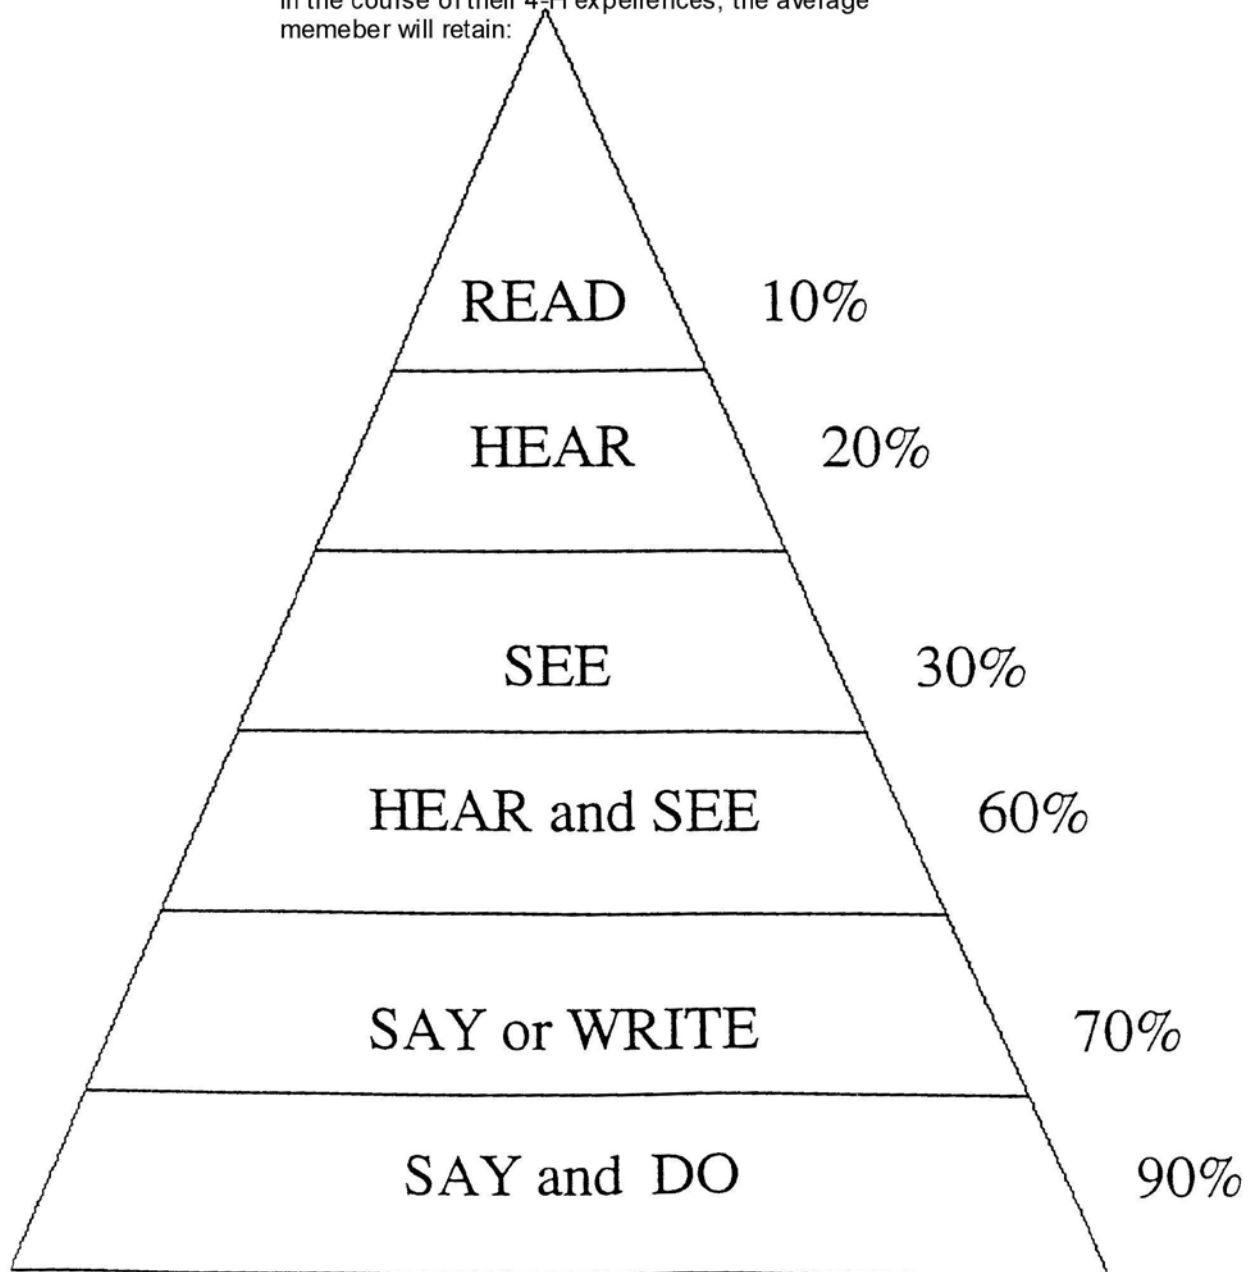 In the course of their 4-H experiences, the average
memeber will retain:
READ 10%
HEAR 20%
SEE 30%
HEAR and SEE 60%
SAY or WRITE 70%
SAY and DO 90%